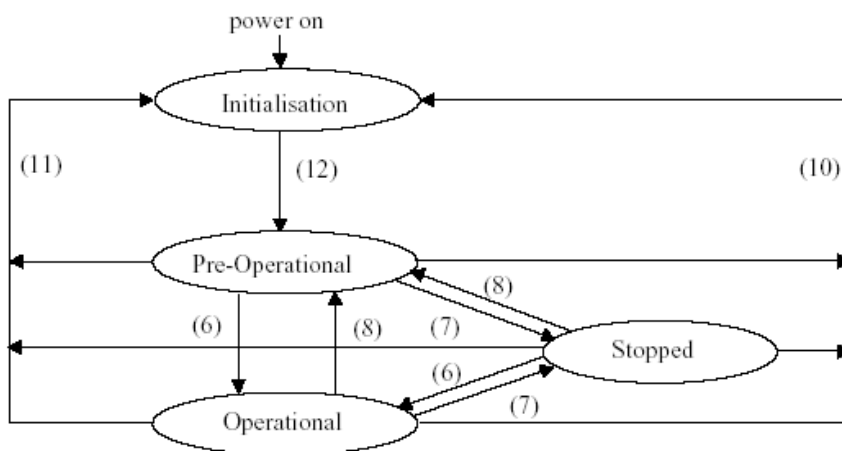 power on
Initialisation
(11)
(12)
(10)
Pre-Operational
(8)
(6)
(8)
(7)
Stopped
(6)
(7)
Operational